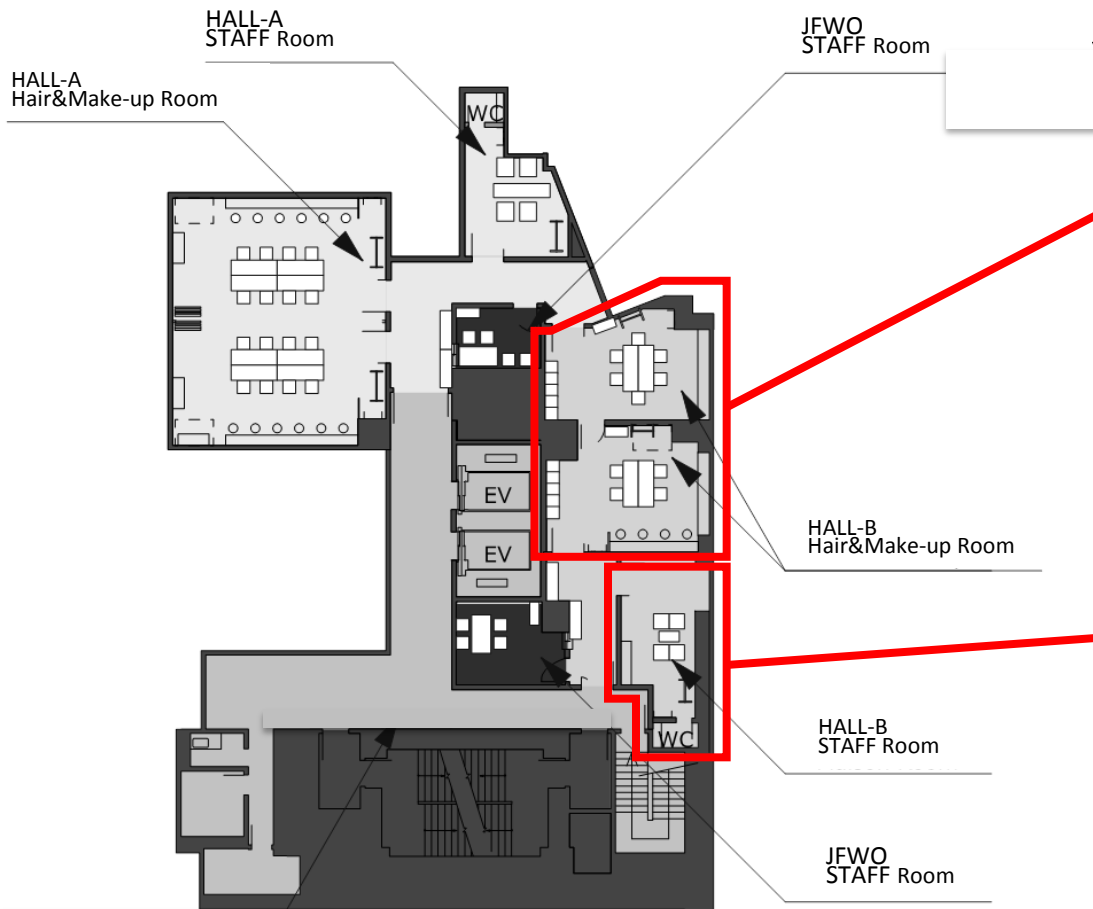 HALL-A
STAFF Room
JFWO
STAFF Room
HALL-A
Hair&Make-up Room
WC
EV
EV
HALL-B
Hair&Make-up Room
HALL-B
STAFF Room
WC
JFWO
STAFF Room